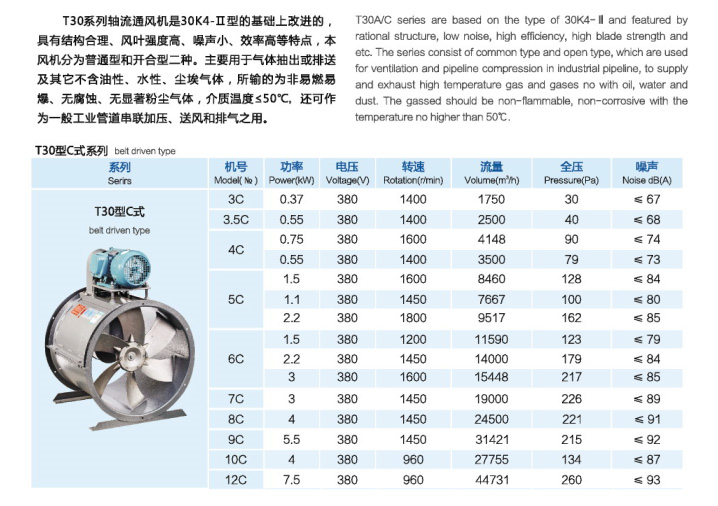 T30系列轴流通风机是30K4-Ⅱ型的基础上改进的，
具有结构合理、风叶强度高、噪声小、效率高等特点，本
风机分为普通型和开合型二种。主要用于气体抽出或排送
及其它不含油性、水性、尘埃气体，所输的为非易燃易
爆、无腐蚀、无显著粉尘气体，介质温度≤50℃，还可作
为一般工业管道串联加压、送风和排气之用。
T30A/C series are based on the type of 30K4-Ⅱ and featured by
rational structure, low noise, high efficiency, high blade strength and
etc. The series consist of common type and open type, which are used
for ventilation and pipeline compression in industrial pipeline, to supply
and exhaust high temperature gas and gases no with oil, water and
dust. The gassed should be non-flammable, non-corrosive with the
temperature no higher than 50℃.
T30型C式系列 belt driven type
系列 机号 功率 电压 转速 流量 全压 噪声
Serirs Model(№) Power(kW) Voltage(V) Rotation(r/min) Volume(m³/h) Pressure(Pa) Noise dB(A)
T30型C式
belt driven type
3C 0.37 380 1400 1750 30 ≤ 67
3.5C 0.55 380 1400 2500 40 ≤ 68
4C 0.75 380 1600 4148 90 ≤ 74
0.55 380 1400 3500 79 ≤ 73
5C 1.5 380 1600 8460 128 ≤ 84
1.1 380 1450 7667 100 ≤ 80
2.2 380 1800 9517 162 ≤ 85
6C 1.5 380 1200 11590 123 ≤ 79
2.2 380 1450 14000 179 ≤ 84
3 380 1600 15448 217 ≤ 85
7C 3 380 1450 19000 226 ≤ 89
8C 4 380 1450 24500 221 ≤ 91
9C 5.5 380 1450 31421 215 ≤ 92
10C 4 380 960 27755 134 ≤ 87
12C 7.5 380 960 44731 260 ≤ 93